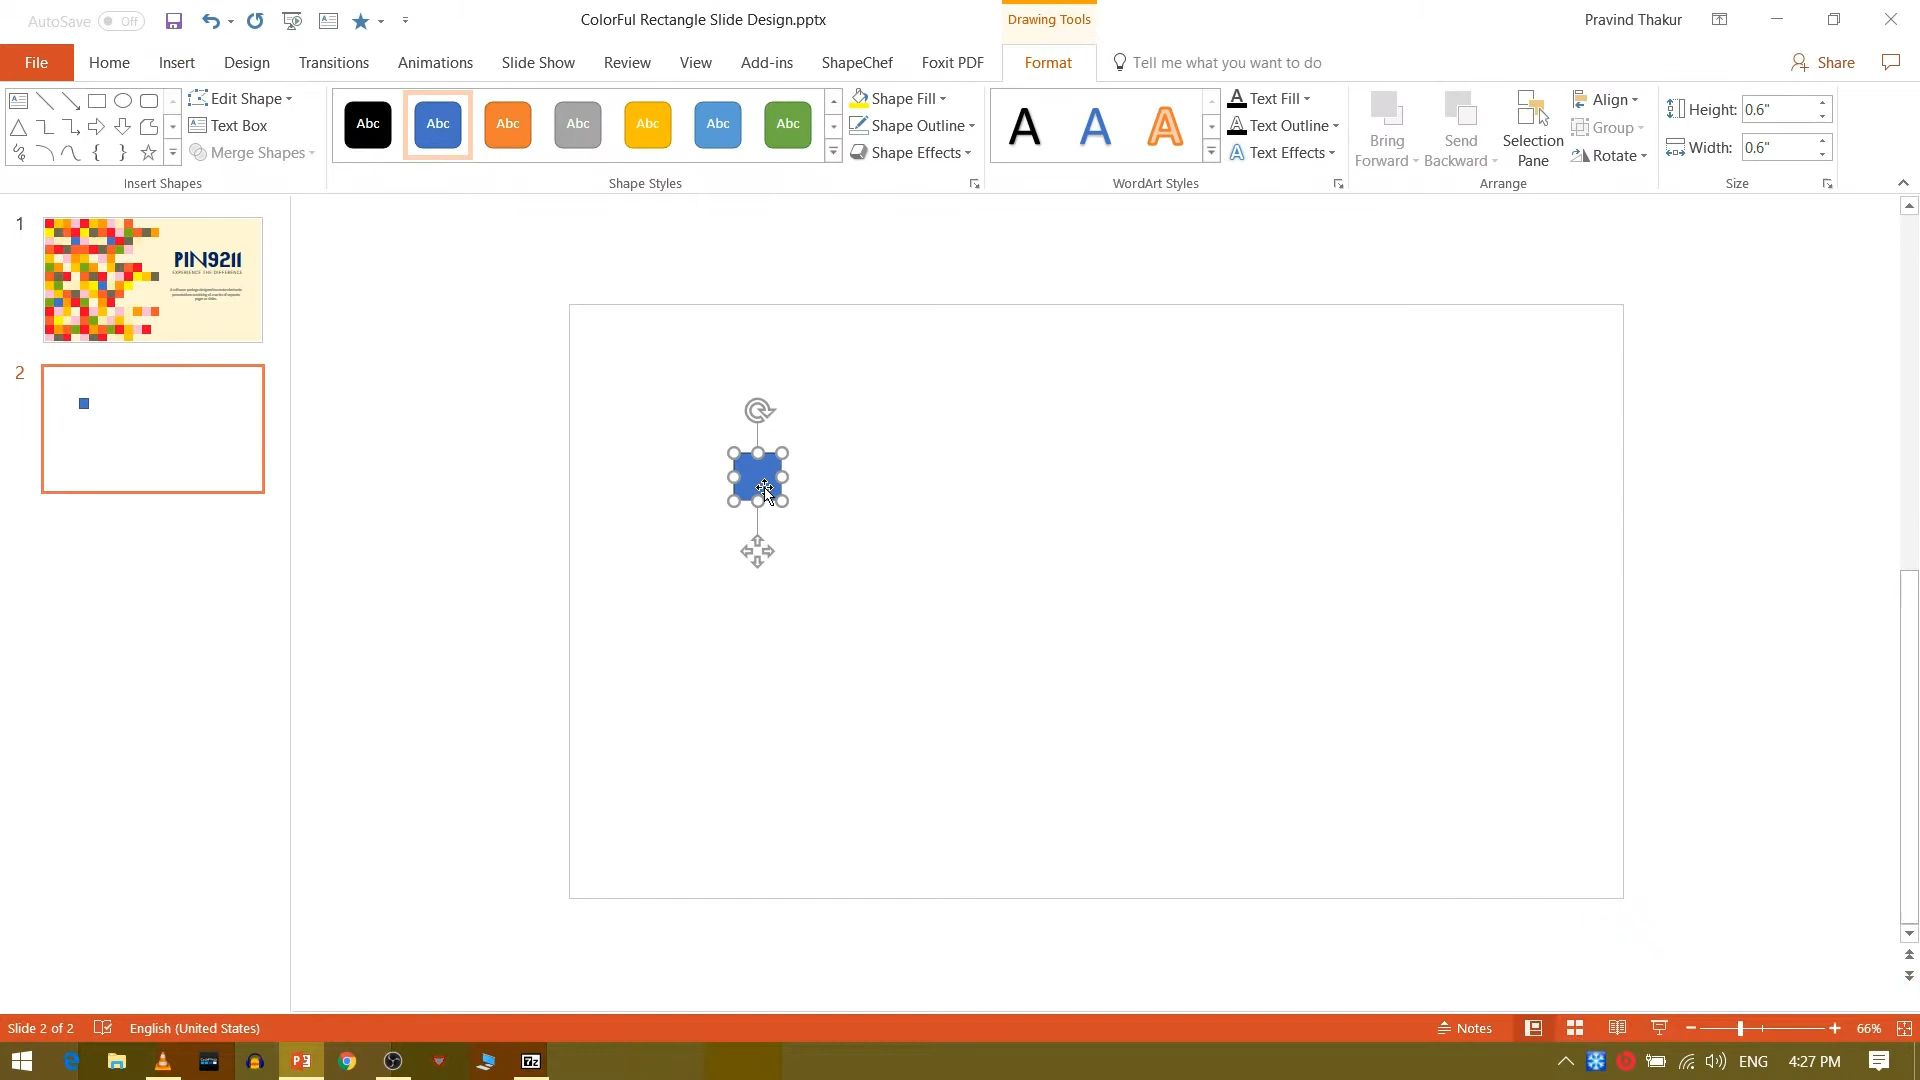 AutoSave Off ColorFul Rectangle Slide Design.pptx Drawing Tools Pravind Thakur
File Home Insert Design Transitions Animations Slide Show Review View Add-ins ShapeChef Foxit PDF Format Tell me what you want to do Share
Edit Shape
Text Box
Merge Shapes
Insert Shapes
Abc Abc Abc Abc Abc Abc Abc
Shape Fill
Shape Outline
Shape Effects
Shape Styles
A A A
Text Fill
Text Outline
Text Effects
WordArt Styles
Bring Forward
Send Backward
Selection Pane
Align
Group
Rotate
Arrange
Height: 0.6"
Width: 0.6"
Size
1
PIN9211
EXPERIENCE THE DIFFERENCE
2
Slide 2 of 2 English (United States) Notes 66%
ENG 4:27 PM